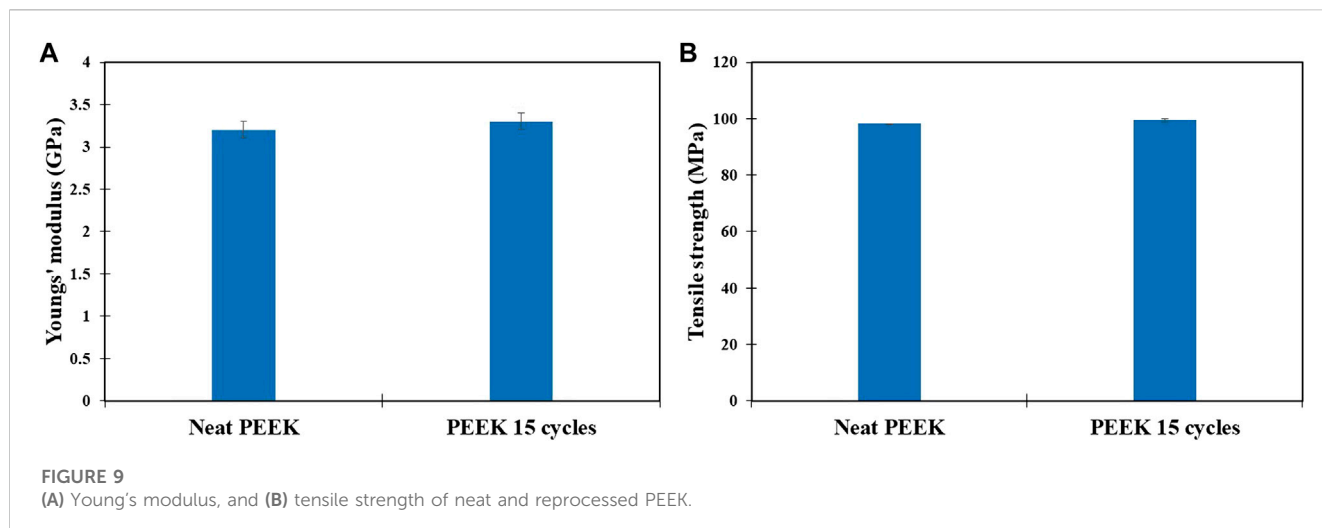 A
Youngs' modulus (GPa)
4
3.5
3
2.5
2
1.5
1
0.5
0
Neat PEEK
PEEK 15 cycles
B
Tensile strength (MPa)
120
100
80
60
40
20
0
Neat PEEK
PEEK 15 cycles
FIGURE 9
(A) Young's modulus, and (B) tensile strength of neat and reprocessed PEEK.